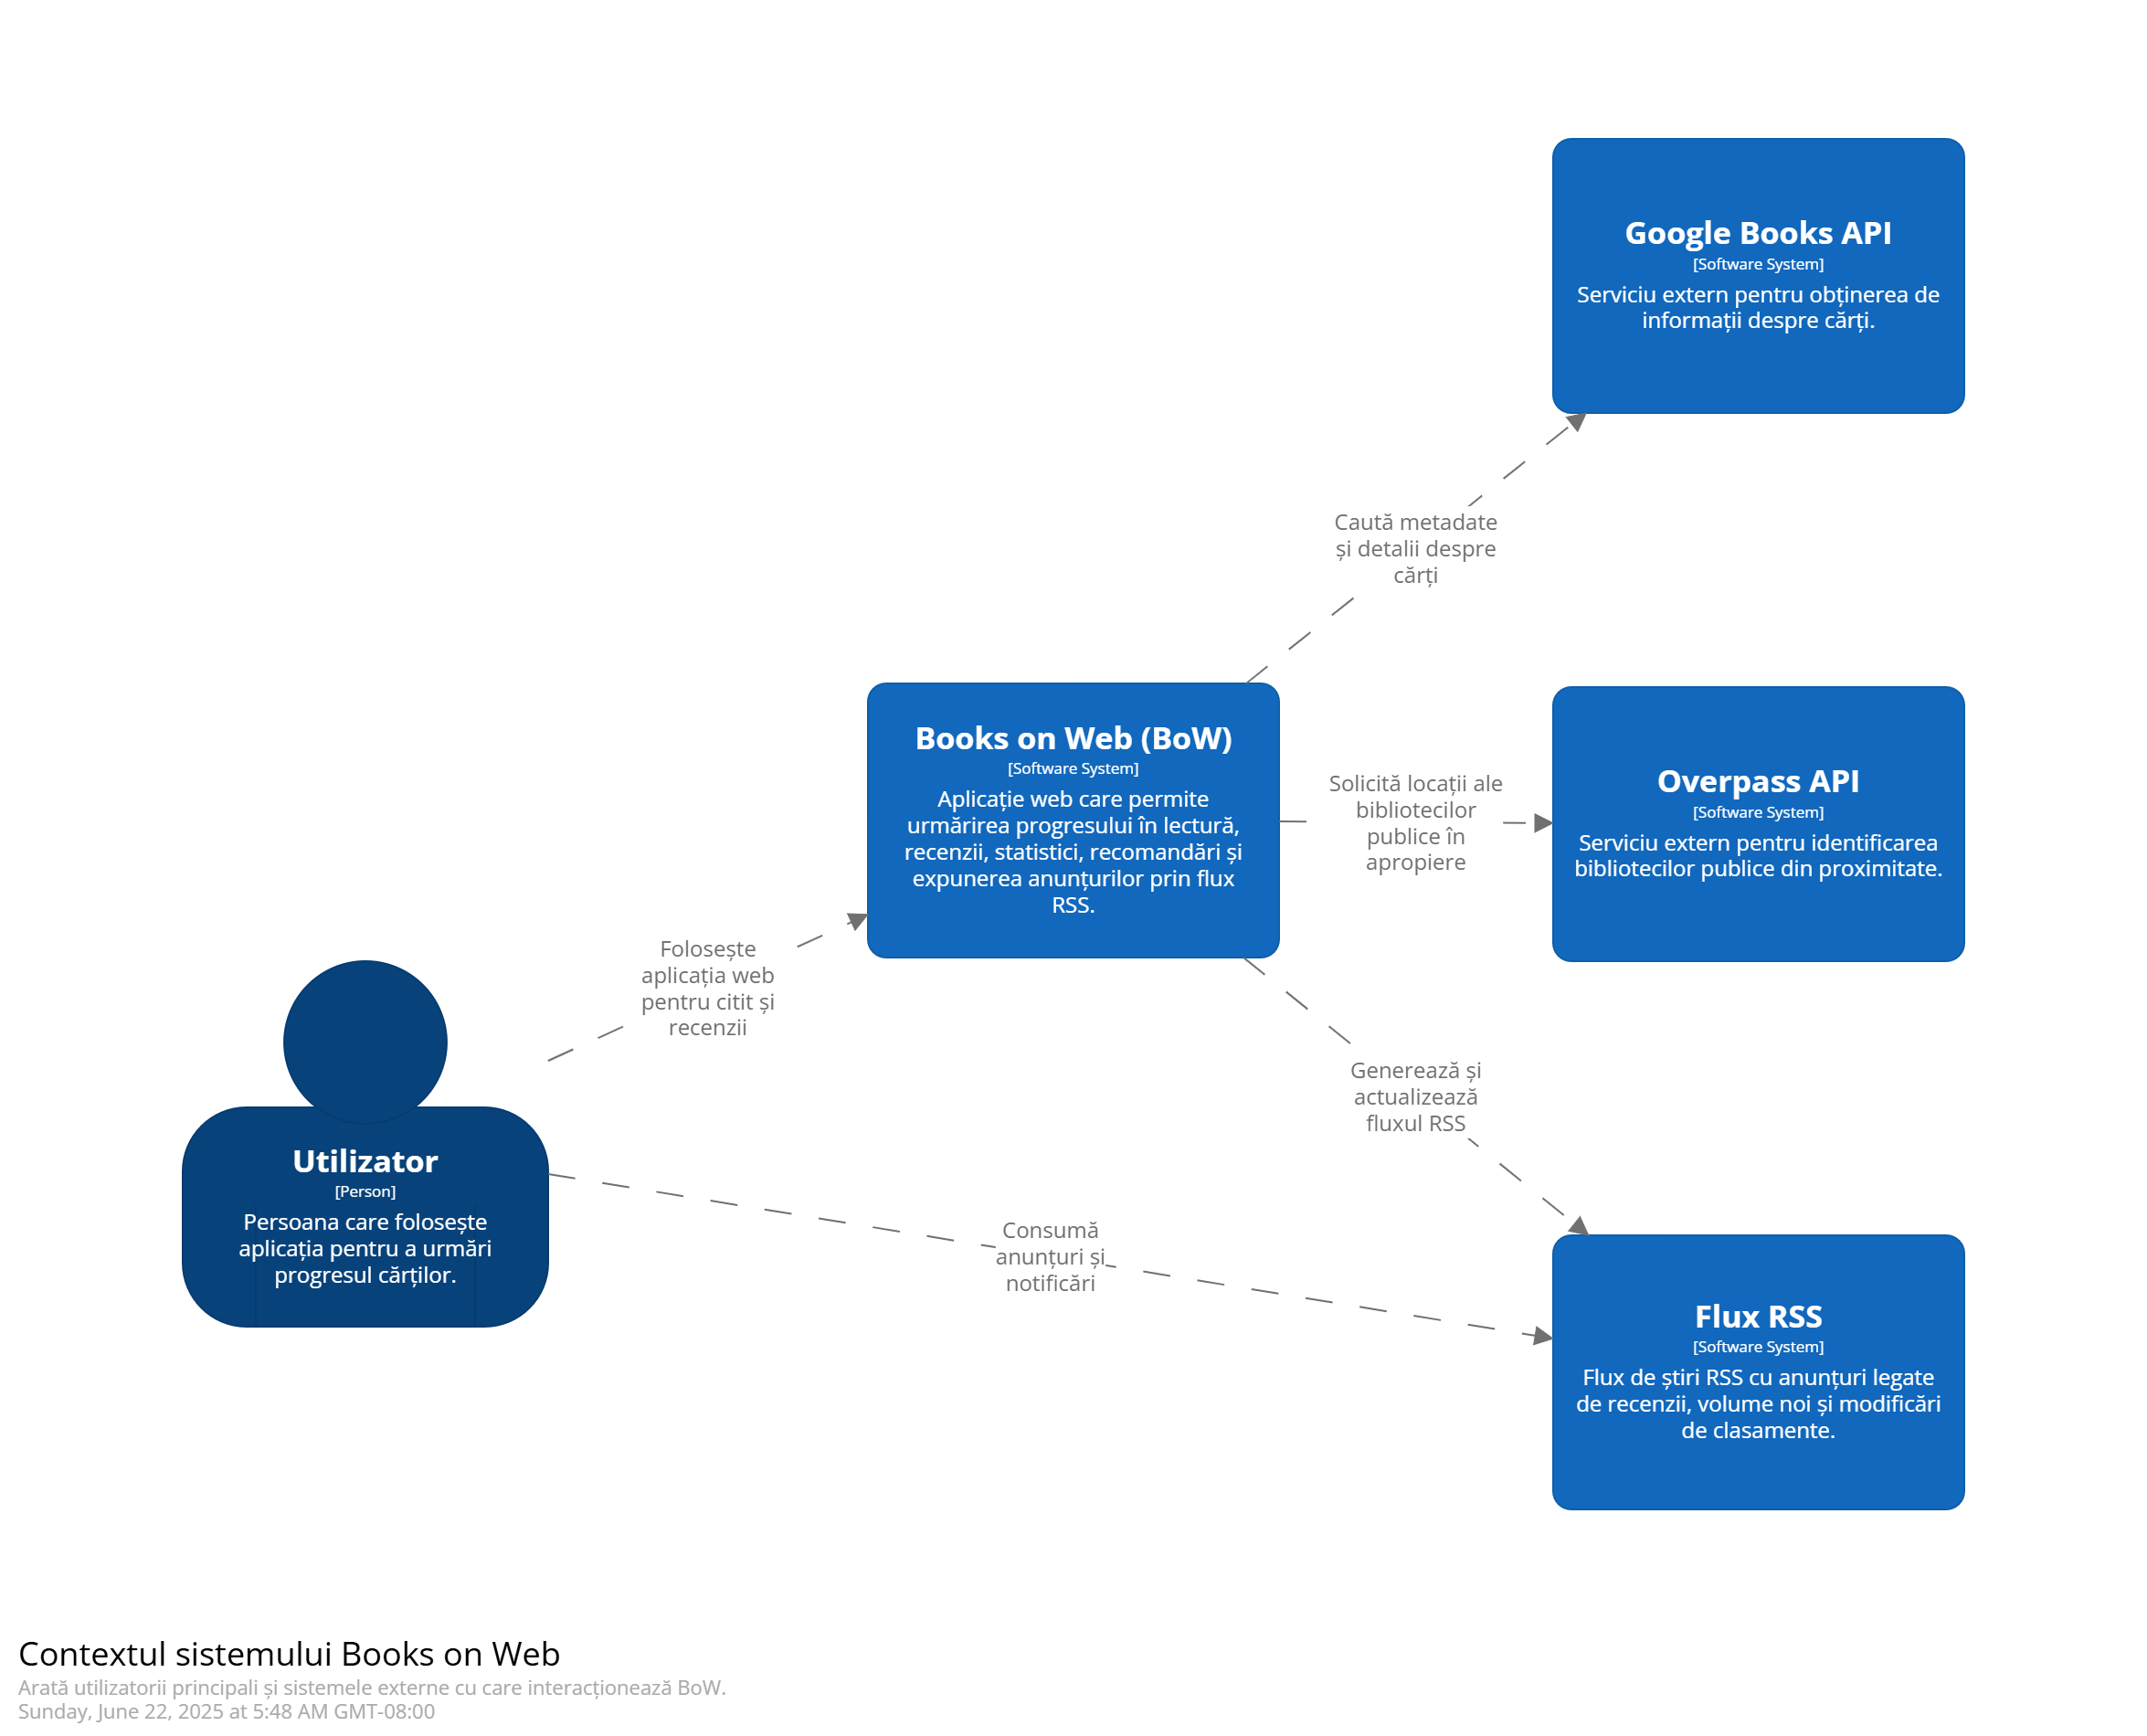 Google Books API
[Software System]
Serviciu extern pentru obținerea de
informații despre cărți.
Caută metadate
și detalii despre
cărți
Books on Web (BoW)
[Software System]
Aplicație web care permite
urmărirea progresului în lectură,
recenzii, statistici, recomandări și
expunerea anunțurilor prin flux
RSS.
Solicită locații ale
bibliotecilor
publice în
apropiere
Overpass API
[Software System]
Serviciu extern pentru identificarea
bibliotecilor publice din proximitate.
Folosește
aplicația web
pentru citit și
recenzii
Generează și
actualizează
fluxul RSS
Utilizator
[Person]
Persoana care folosește
aplicația pentru a urmări
progresul cărților.
Consumă
anunțuri și
notificări
Flux RSS
[Software System]
Flux de știri RSS cu anunțuri legate
de recenzii, volume noi și modificări
de clasamente.
Contextul sistemului Books on Web
Arată utilizatorii principali și sistemele externe cu care interacționează BoW.
Sunday, June 22, 2025 at 5:48 AM GMT-08:00